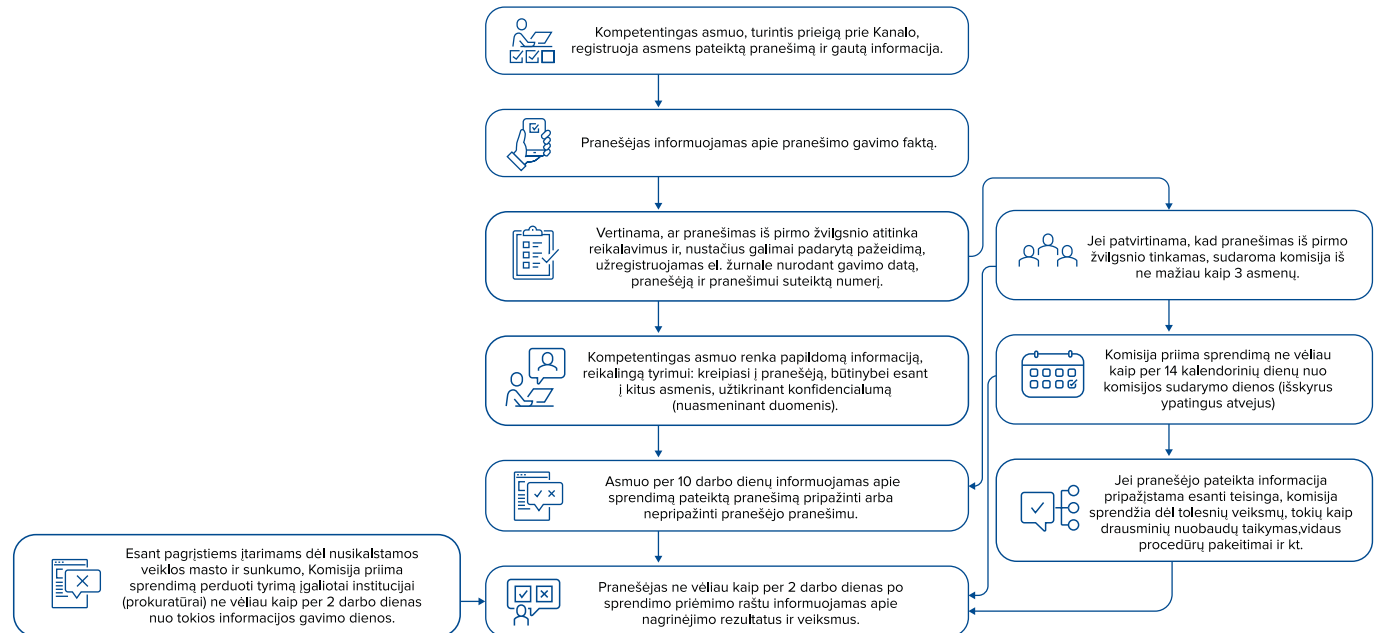 Kompetentingas asmuo, turintis prieigą prie Kanalo,
registruoja asmens pateiktą pranešimą ir gautą informacija.
Pranešėjas informuojamas apie pranešimo gavimo faktą.
Vertinama, ar pranešimas iš pirmo žvilgsnio atitinka
reikalavimus ir, nustačius galimai padarytą pažeidimą,
užregistruojamas el. žurnale nurodant gavimo datą,
pranešėją ir pranešimui suteiktą numerį.
Jei patvirtinama, kad pranešimas iš pirmo
žvilgsnio tinkamas, sudaroma komisija iš
ne mažiau kaip 3 asmenų.
Kompetentingas asmuo renka papildomą informaciją,
reikalingą tyrimui: kreipiasi į pranešėją, būtinybei esant
į kitus asmenis, užtikrinant konfidencialumą
(nuasmeninant duomenis).
Komisija priima sprendimą ne vėliau
kaip per 14 kalendorinių dienų nuo
komisijos sudarymo dienos (išskyrus
ypatingus atvejus)
Asmuo per 10 darbo dienų informuojamas apie
sprendimą pateiktą pranešimą pripažinti arba
nepripažinti pranešėjo pranešimu.
Jei pranešėjo pateikta informacija
pripažįstama esanti teisinga, komisija
sprendžia dėl tolesnių veiksmų, tokių kaip
drausminių nuobaudų taikymas,vidaus
procedūrų pakeitimai ir kt.
Esant pagrįstiems įtarimams dėl nusikalstamos
veiklos masto ir sunkumo, Komisija priima
sprendimą perduoti tyrimą įgaliotai institucijai
(prokuratūrai) ne vėliau kaip per 2 darbo dienas
nuo tokios informacijos gavimo dienos.
Pranešėjas ne vėliau kaip per 2 darbo dienas po
sprendimo priėmimo raštu informuojamas apie
nagrinėjimo rezultatus ir veiksmus.